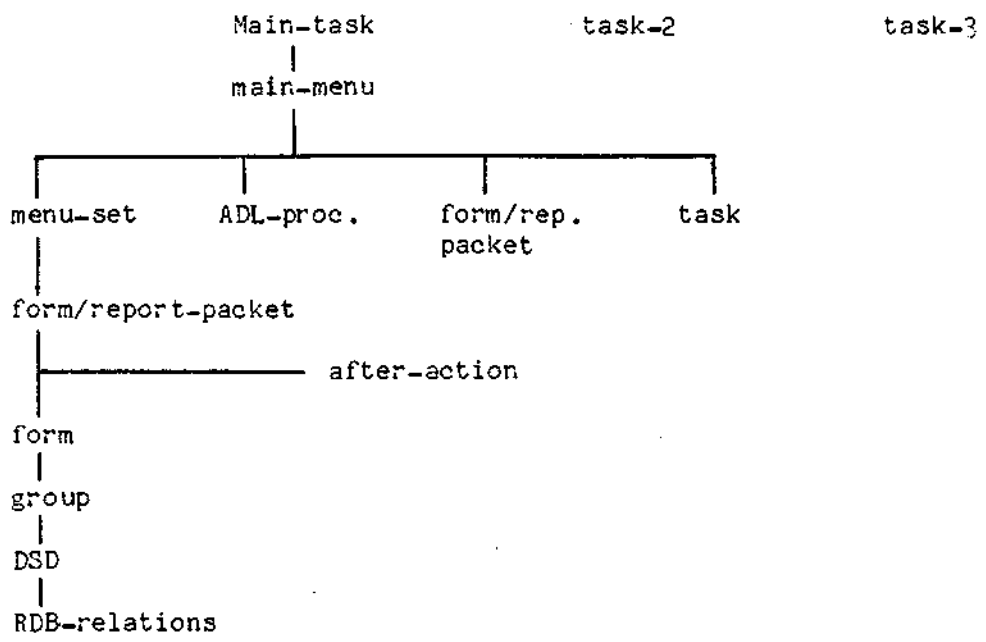 Main-task task-2 task-3
main-menu
menu-set ADL-proc. form/rep. task
packet
form/report-packet
after-action
form
group
DSD
RDB-relations